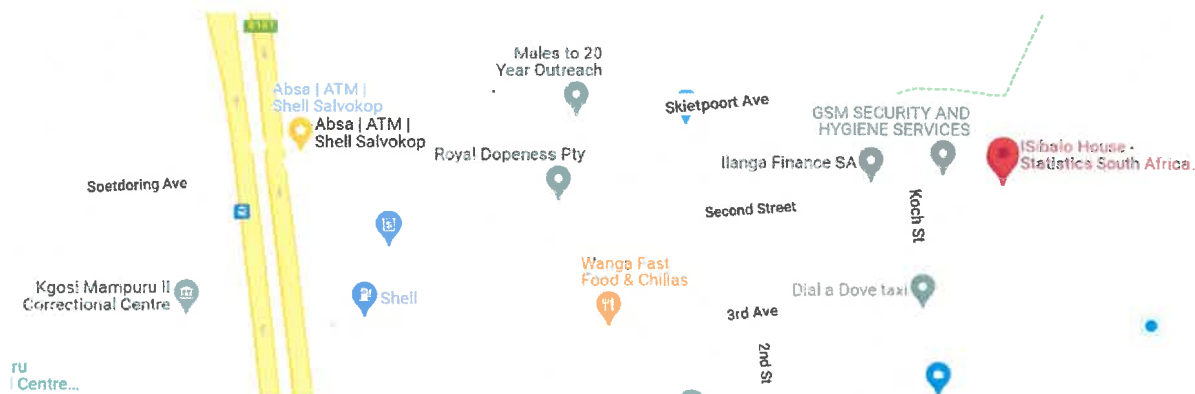 R101
Males to 20
Year Outreach
Absa | ATM |
Shell Salvokop
Absa | ATM |
Shell Salvokop
Skietpoort Ave
GSM SECURITY AND
HYGIENE SERVICES
Royal Dopeness Pty
Ilanga Finance SA
ISibalo House -
Statistics South Africa.
Soetdoring Ave
Second Street
Koch St
Wanga Fast
Food & Chillas
Kgosi Mampuru II
Correctional Centre
Shell
Dial a Dove taxi
3rd Ave
2nd St
ru
Centre...